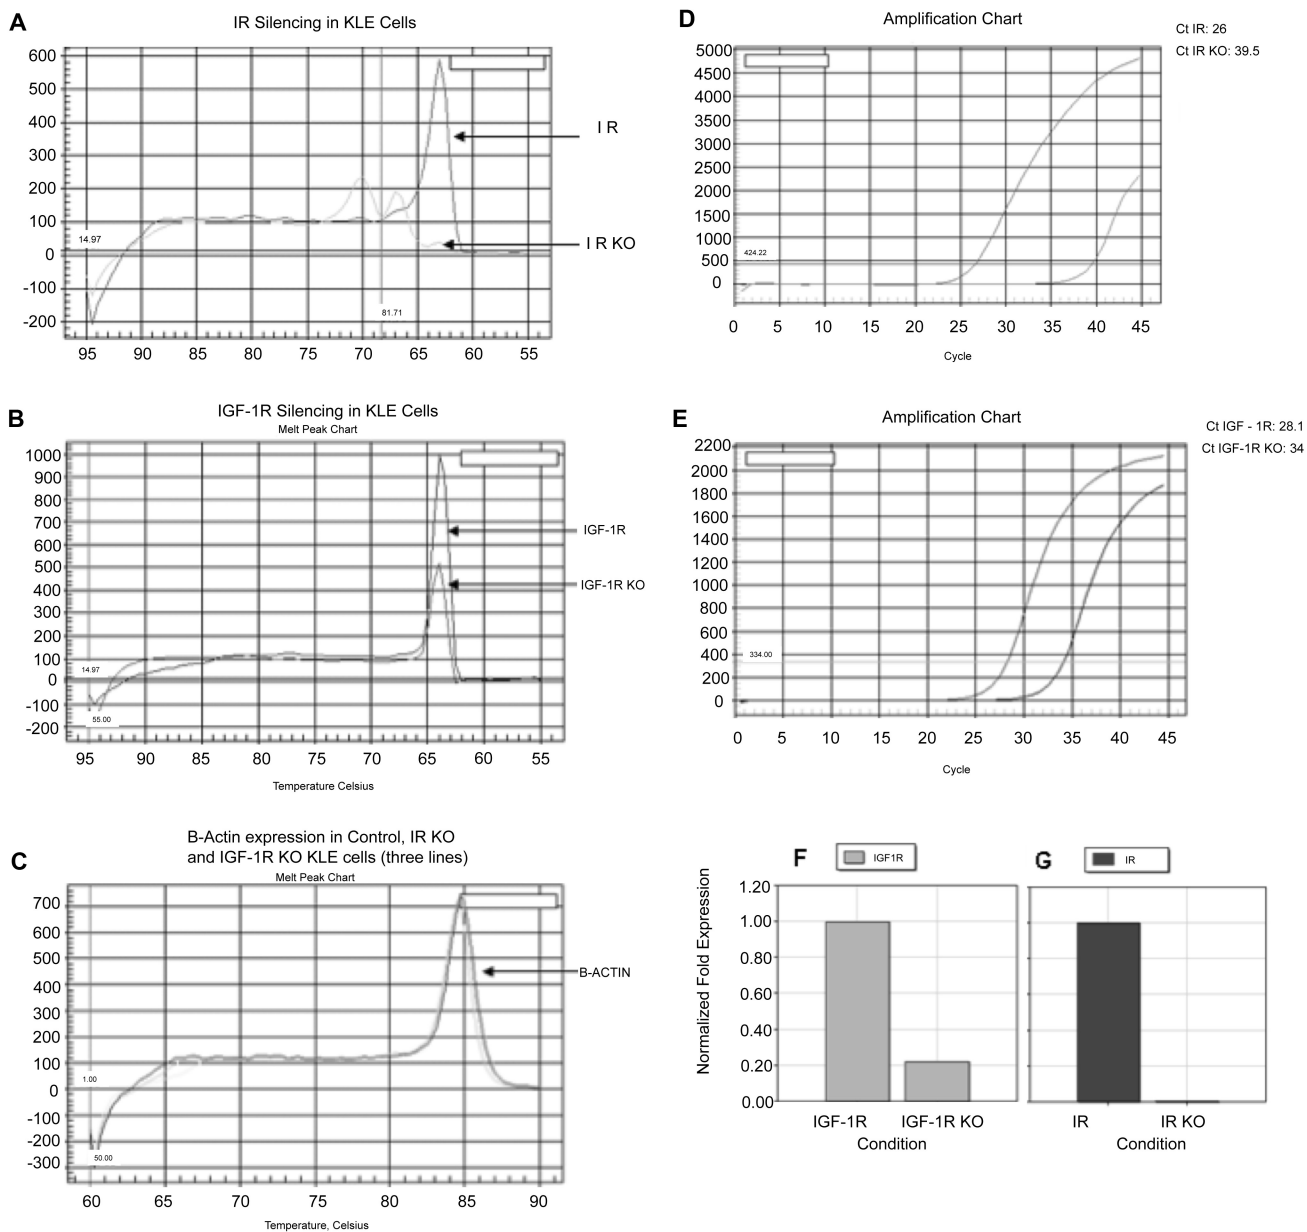 A
IR Silencing in KLE Cells
600
500
400
300
200
100
0
-100
-200
14.97
81.71
I R
I R KO
95 90 85 80 75 70 65 60 55
D
Amplification Chart
Ct IR: 26
Ct IR KO: 39.5
5000
4500
4000
3500
3000
2500
2000
1500
1000
500
0
424.22
0 5 10 15 20 25 30 35 40 45
Cycle
B
IGF-1R Silencing in KLE Cells
Melt Peak Chart
1000
900
800
700
600
500
400
300
200
100
0
-100
-200
14.97
55.00
IGF-1R
IGF-1R KO
95 90 85 80 75 70 65 60 55
Temperature Celsius
E
Amplification Chart
Ct IGF - 1R: 28.1
Ct IGF-1R KO: 34
2200
2000
1800
1600
1400
1200
1000
800
600
400
200
0
334.00
0 5 10 15 20 25 30 35 40 45
Cycle
C
B-Actin expression in Control, IR KO
and IGF-1R KO KLE cells (three lines)
Melt Peak Chart
700
600
500
400
300
200
100
0
-100
-200
-300
1.00
50.00
B-ACTIN
60 65 70 75 80 85 90
Temperature, Celsius
F
IGF1R
Normalized Fold Expression
1.20
1.00
0.80
0.60
0.40
0.20
0.00
IGF-1R IGF-1R KO
Condition
G
IR
IR IR KO
Condition